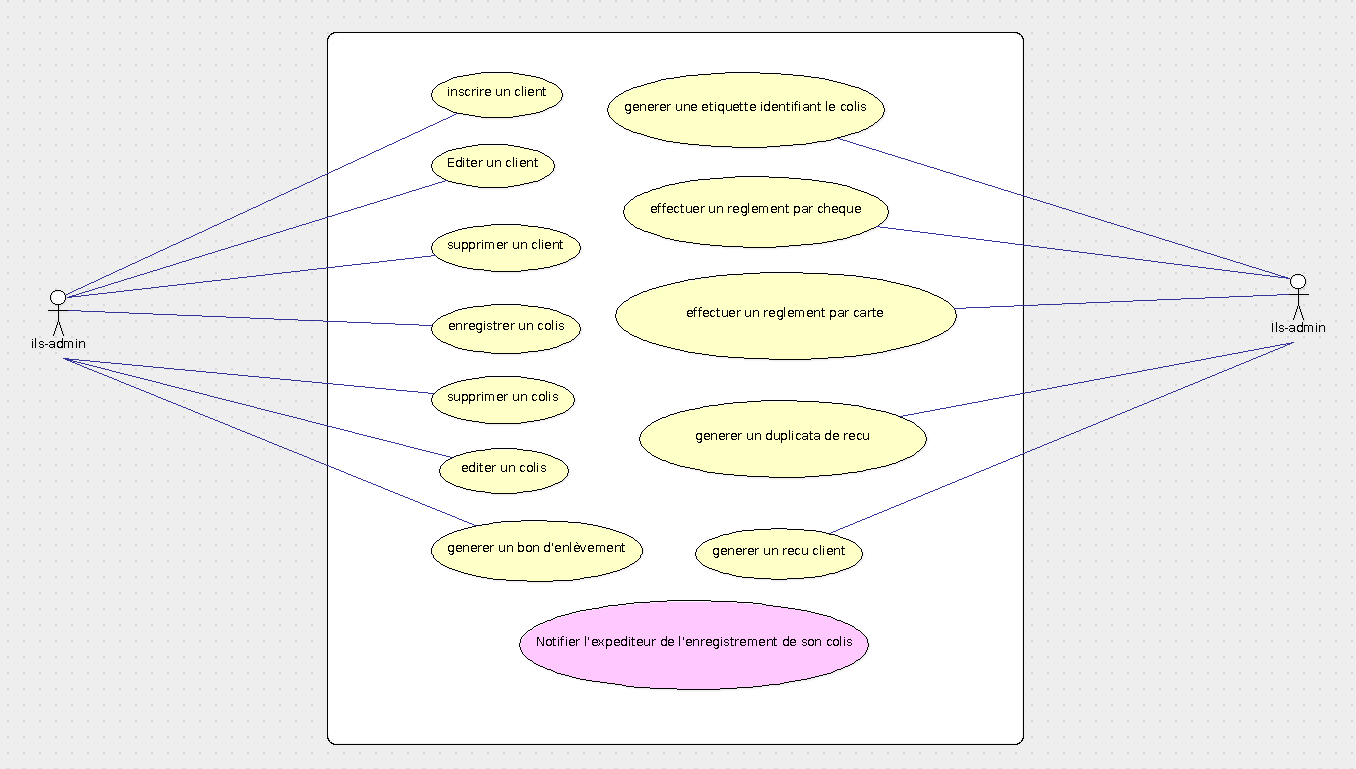 inscrire un client
Editer un client
supprimer un client
enregistrer un colis
supprimer un colis
editer un colis
generer un bon d'enlèvement
generer une etiquette identifiant le colis
effectuer un reglement par cheque
effectuer un reglement par carte
generer un duplicata de recu
generer un recu client
Notifier l'expediteur de l'enregistrement de son colis
ils-admin
Ils-admin